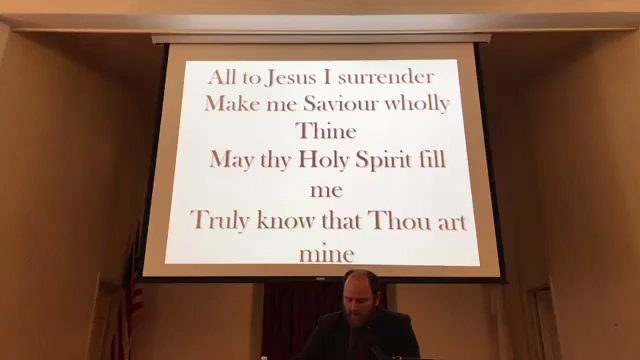 All to Jesus I surrender
Make me Saviour wholly
Thine
May thy Holy Spirit fill
me
Truly know that Thou art
mine